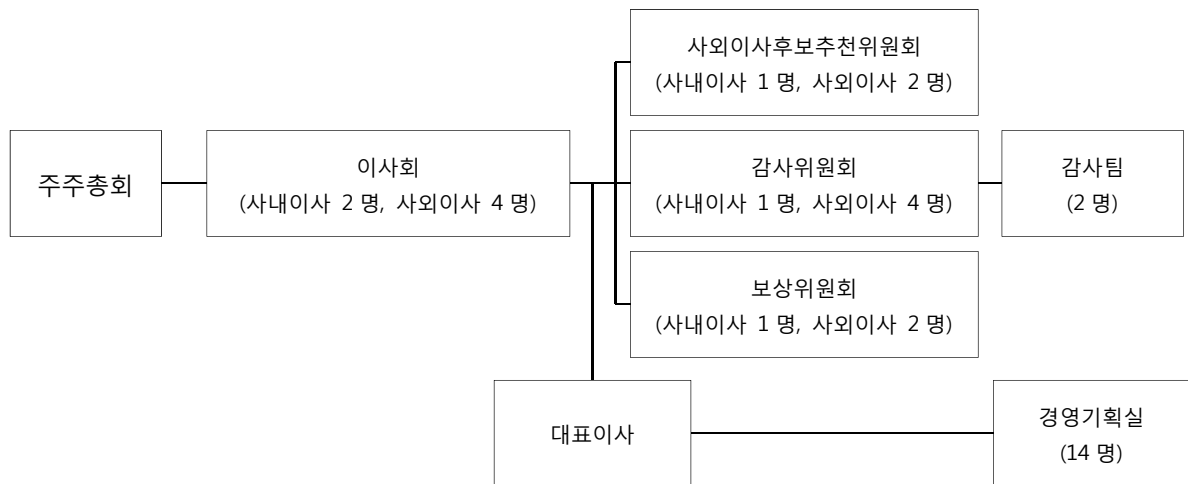 사외이사후보추천위원회
(사내이사 1 명, 사외이사 2 명)
주주총회
이사회
(사내이사 2 명, 사외이사 4 명)
감사위원회
(사내이사 1 명, 사외이사 4 명)
감사팀
(2 명)
보상위원회
(사내이사 1 명, 사외이사 2 명)
대표이사
경영기획실
(14 명)